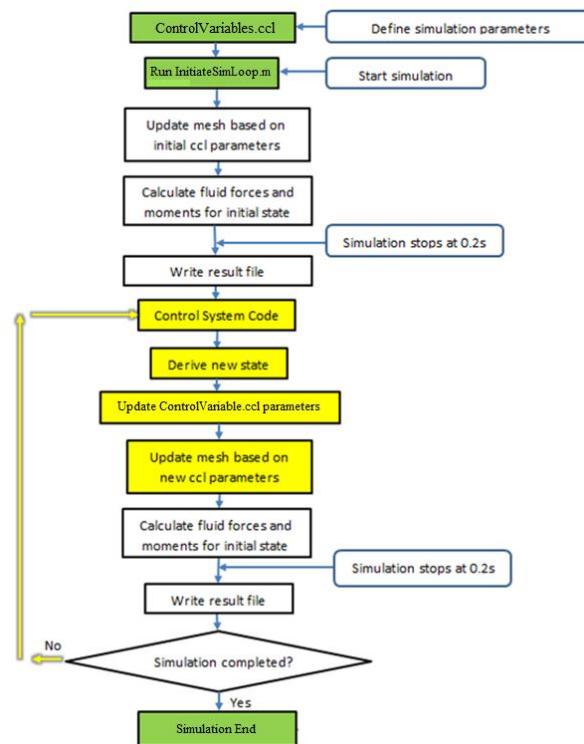 ControlVariables.ccl
Define simulation parameters
Run InitiateSimLoop.m
Start simulation
Update mesh based on
initial ccl parameters
Calculate fluid forces and
moments for initial state
Simulation stops at 0.2s
Write result file
Control System Code
Derive new state
Update ControlVariable.ccl parameters
Update mesh based on
new ccl parameters
Calculate fluid forces and
moments for initial state
Simulation stops at 0.2s
Write result file
No
Simulation completed?
Yes
Simulation End